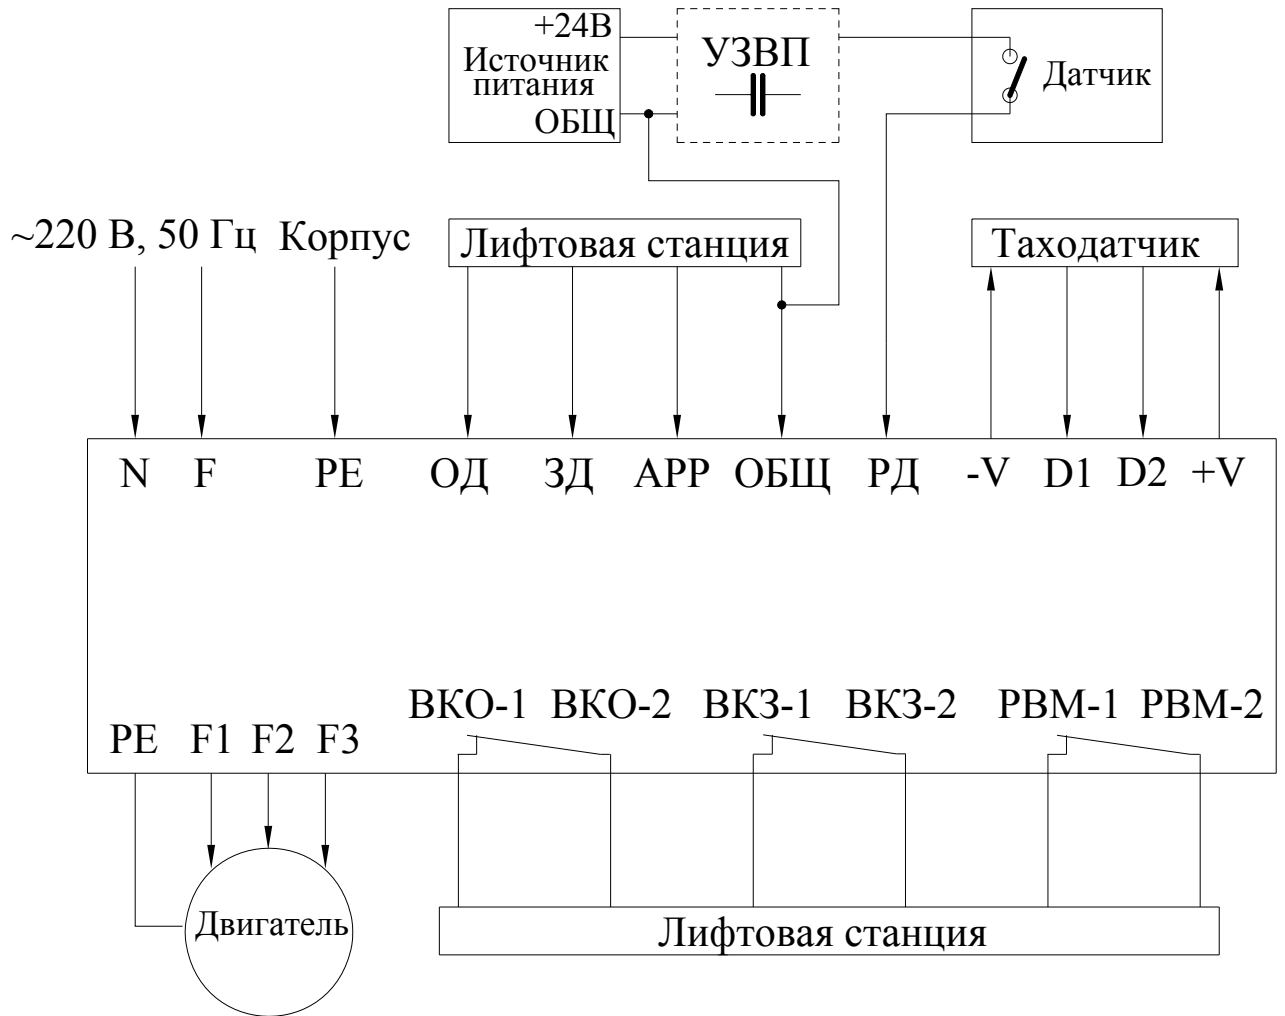 +24В
Источник
питания
ОБЩ
УЗВП
Датчик
~220 В, 50 Гц
Корпус
Лифтовая станция
Таходатчик
N F PE ОД ЗД АРР ОБЩ РД -V D1 D2 +V
ВКО-1 ВКО-2 ВКЗ-1 ВКЗ-2 РВМ-1 РВМ-2
PE F1 F2 F3
Двигатель
Лифтовая станция